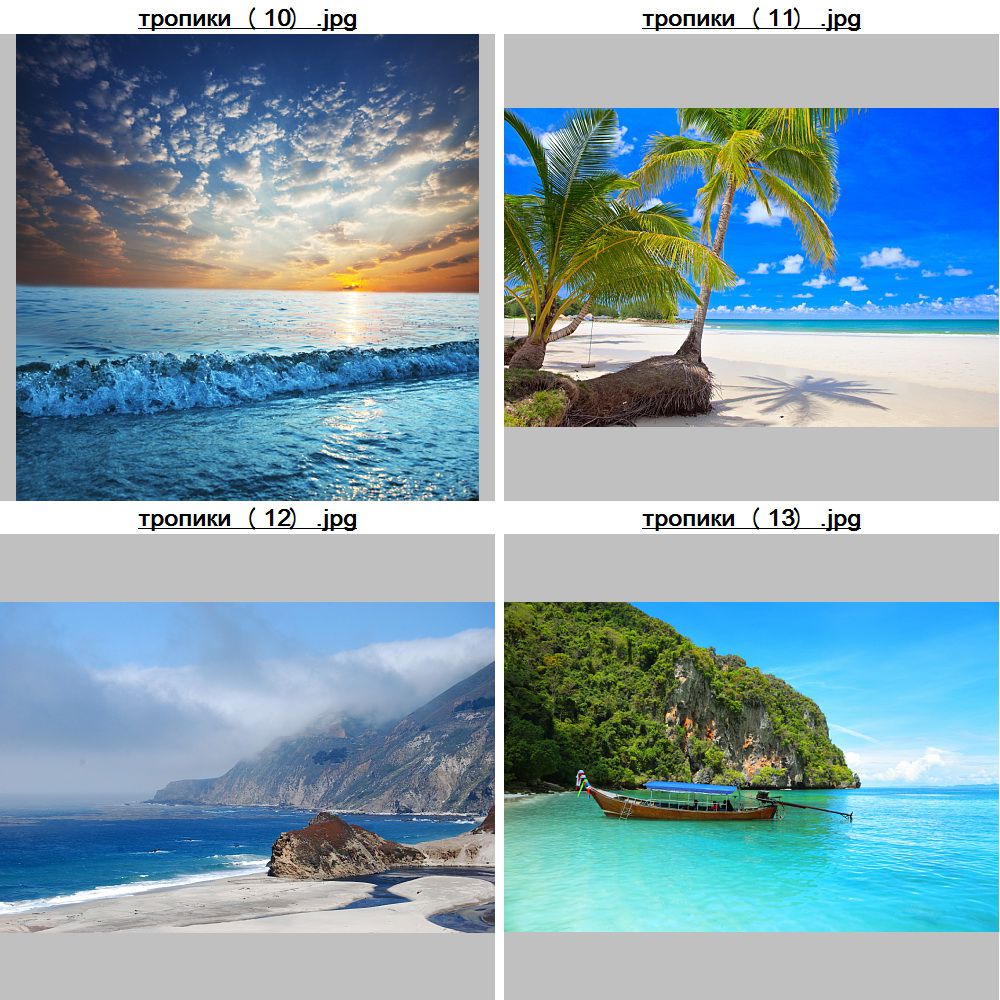 тропики ( 10) .jpg
тропики ( 11) .jpg
тропики ( 12) .jpg
тропики ( 13) .jpg